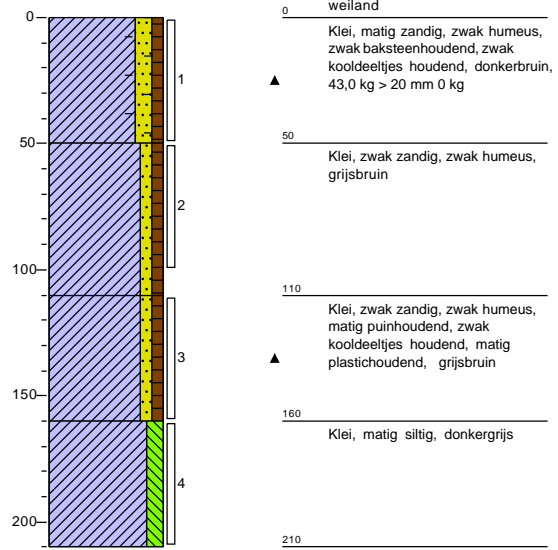 0
50
100
150
200
1
2
3
4
0
weiland
Klei, matig zandig, zwak humeus,
zwak baksteenhoudend, zwak
kooldeeltjes houdend, donkerbruin,
43,0 kg > 20 mm 0 kg
50
Klei, zwak zandig, zwak humeus,
grijsbruin
110
Klei, zwak zandig, zwak humeus,
matig puinhoudend, zwak
kooldeeltjes houdend, matig
plastichoudend, grijsbruin
160
Klei, matig siltig, donkergrijs
210